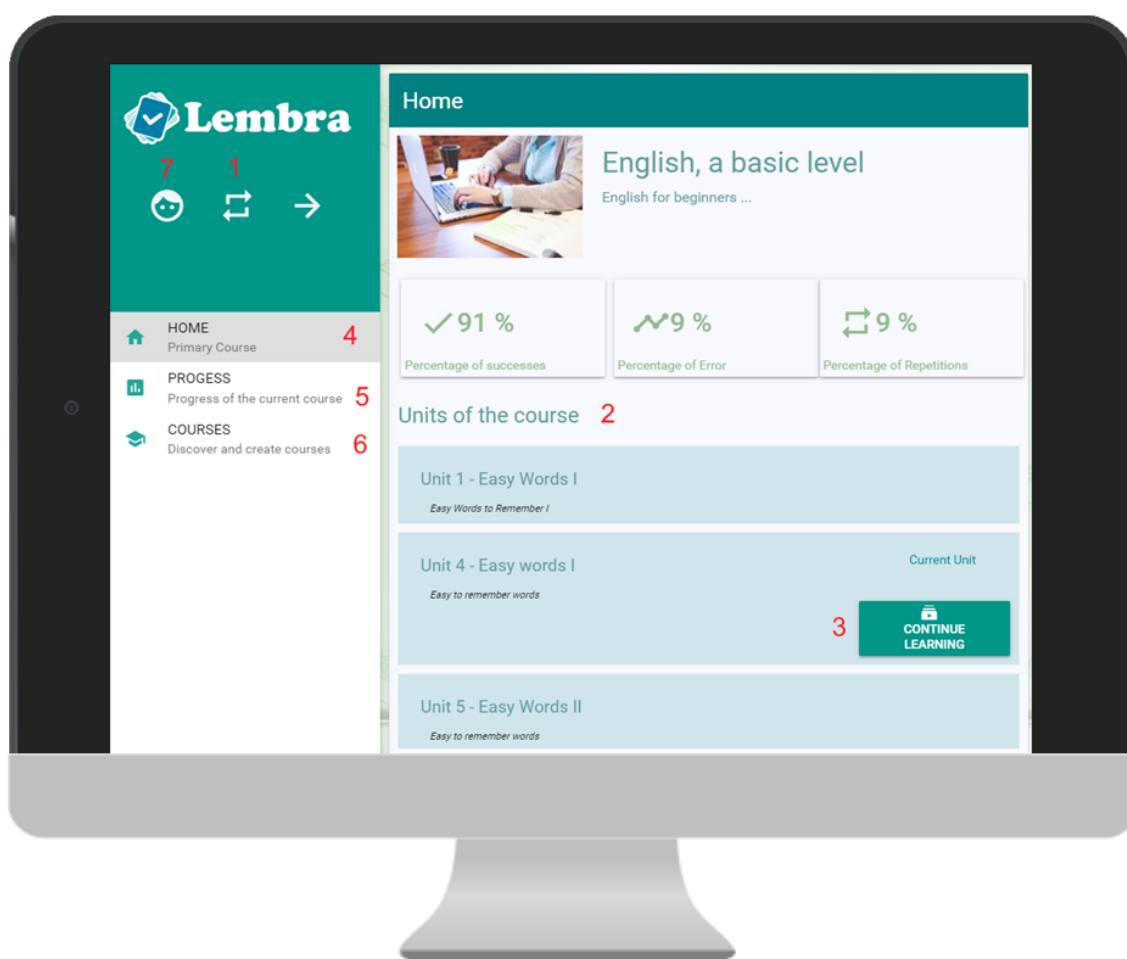 Lembra
7
1
HOME
Primary Course
4
PROGESS
Progress of the current course
5
COURSES
Discover and create courses
6
Home
English, a basic level
English for beginners ...
91 %
Percentage of successes
9 %
Percentage of Error
9 %
Percentage of Repetitions
Units of the course
2
Unit 1 - Easy Words I
Easy Words to Remember I
Unit 4 - Easy words I
Current Unit
Easy to remember words
3
CONTINUE
LEARNING
Unit 5 - Easy Words II
Easy to remember words